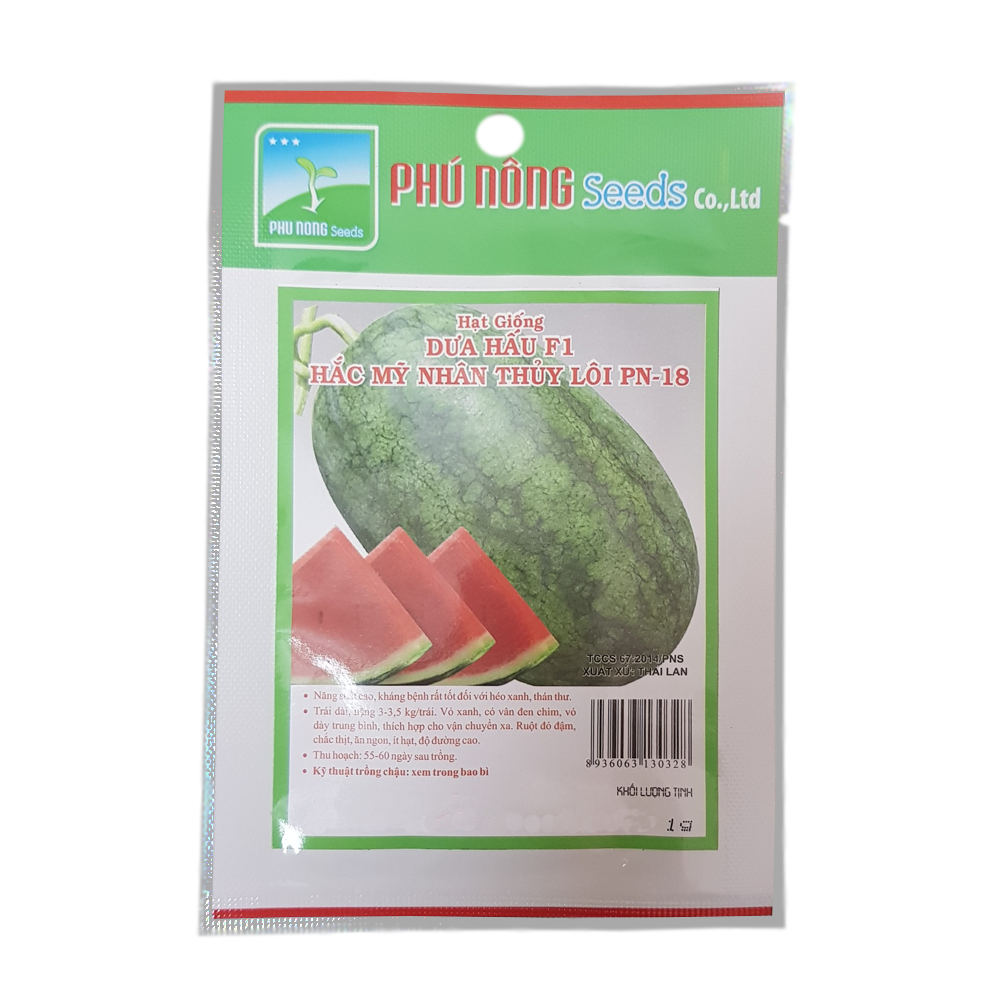 PHÚ NÔNG Seeds Co.,Ltd
PHU NONG Seeds
Hạt Giống
DƯA HẤU F1
HẮC MỸ NHÂN THỦY LÔI PN-18
TCCS 67:2014/PNS
XUẤT XỨ: THÁI LAN
• Năng suất cao, kháng bệnh rất tốt đối với héo xanh, thán thư.
• Trái dài, nặng 3-3,5 kg/trái. Vỏ xanh, có vân đen chìm, vỏ
dày trung bình, thích hợp cho vận chuyển xa. Ruột đỏ đậm,
chắc thịt, ăn ngon, ít hạt, độ đường cao.
• Thu hoạch: 55-60 ngày sau trồng.
• Kỹ thuật trồng chậu: xem trong bao bì
8936063130328
KHỐI LƯỢNG TỊNH
1 g